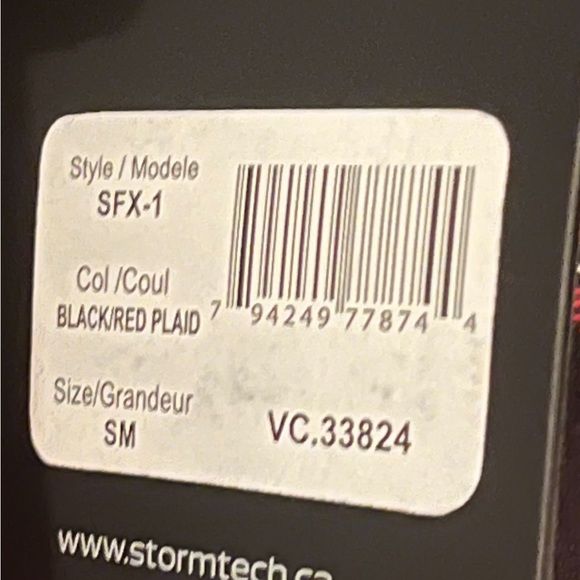 Style / Modele
SFX-1
Col /Coul
BLACK/RED PLAID
7 94249 77874 4
Size/Grandeur
SM
VC.33824
www.stormtech.ca